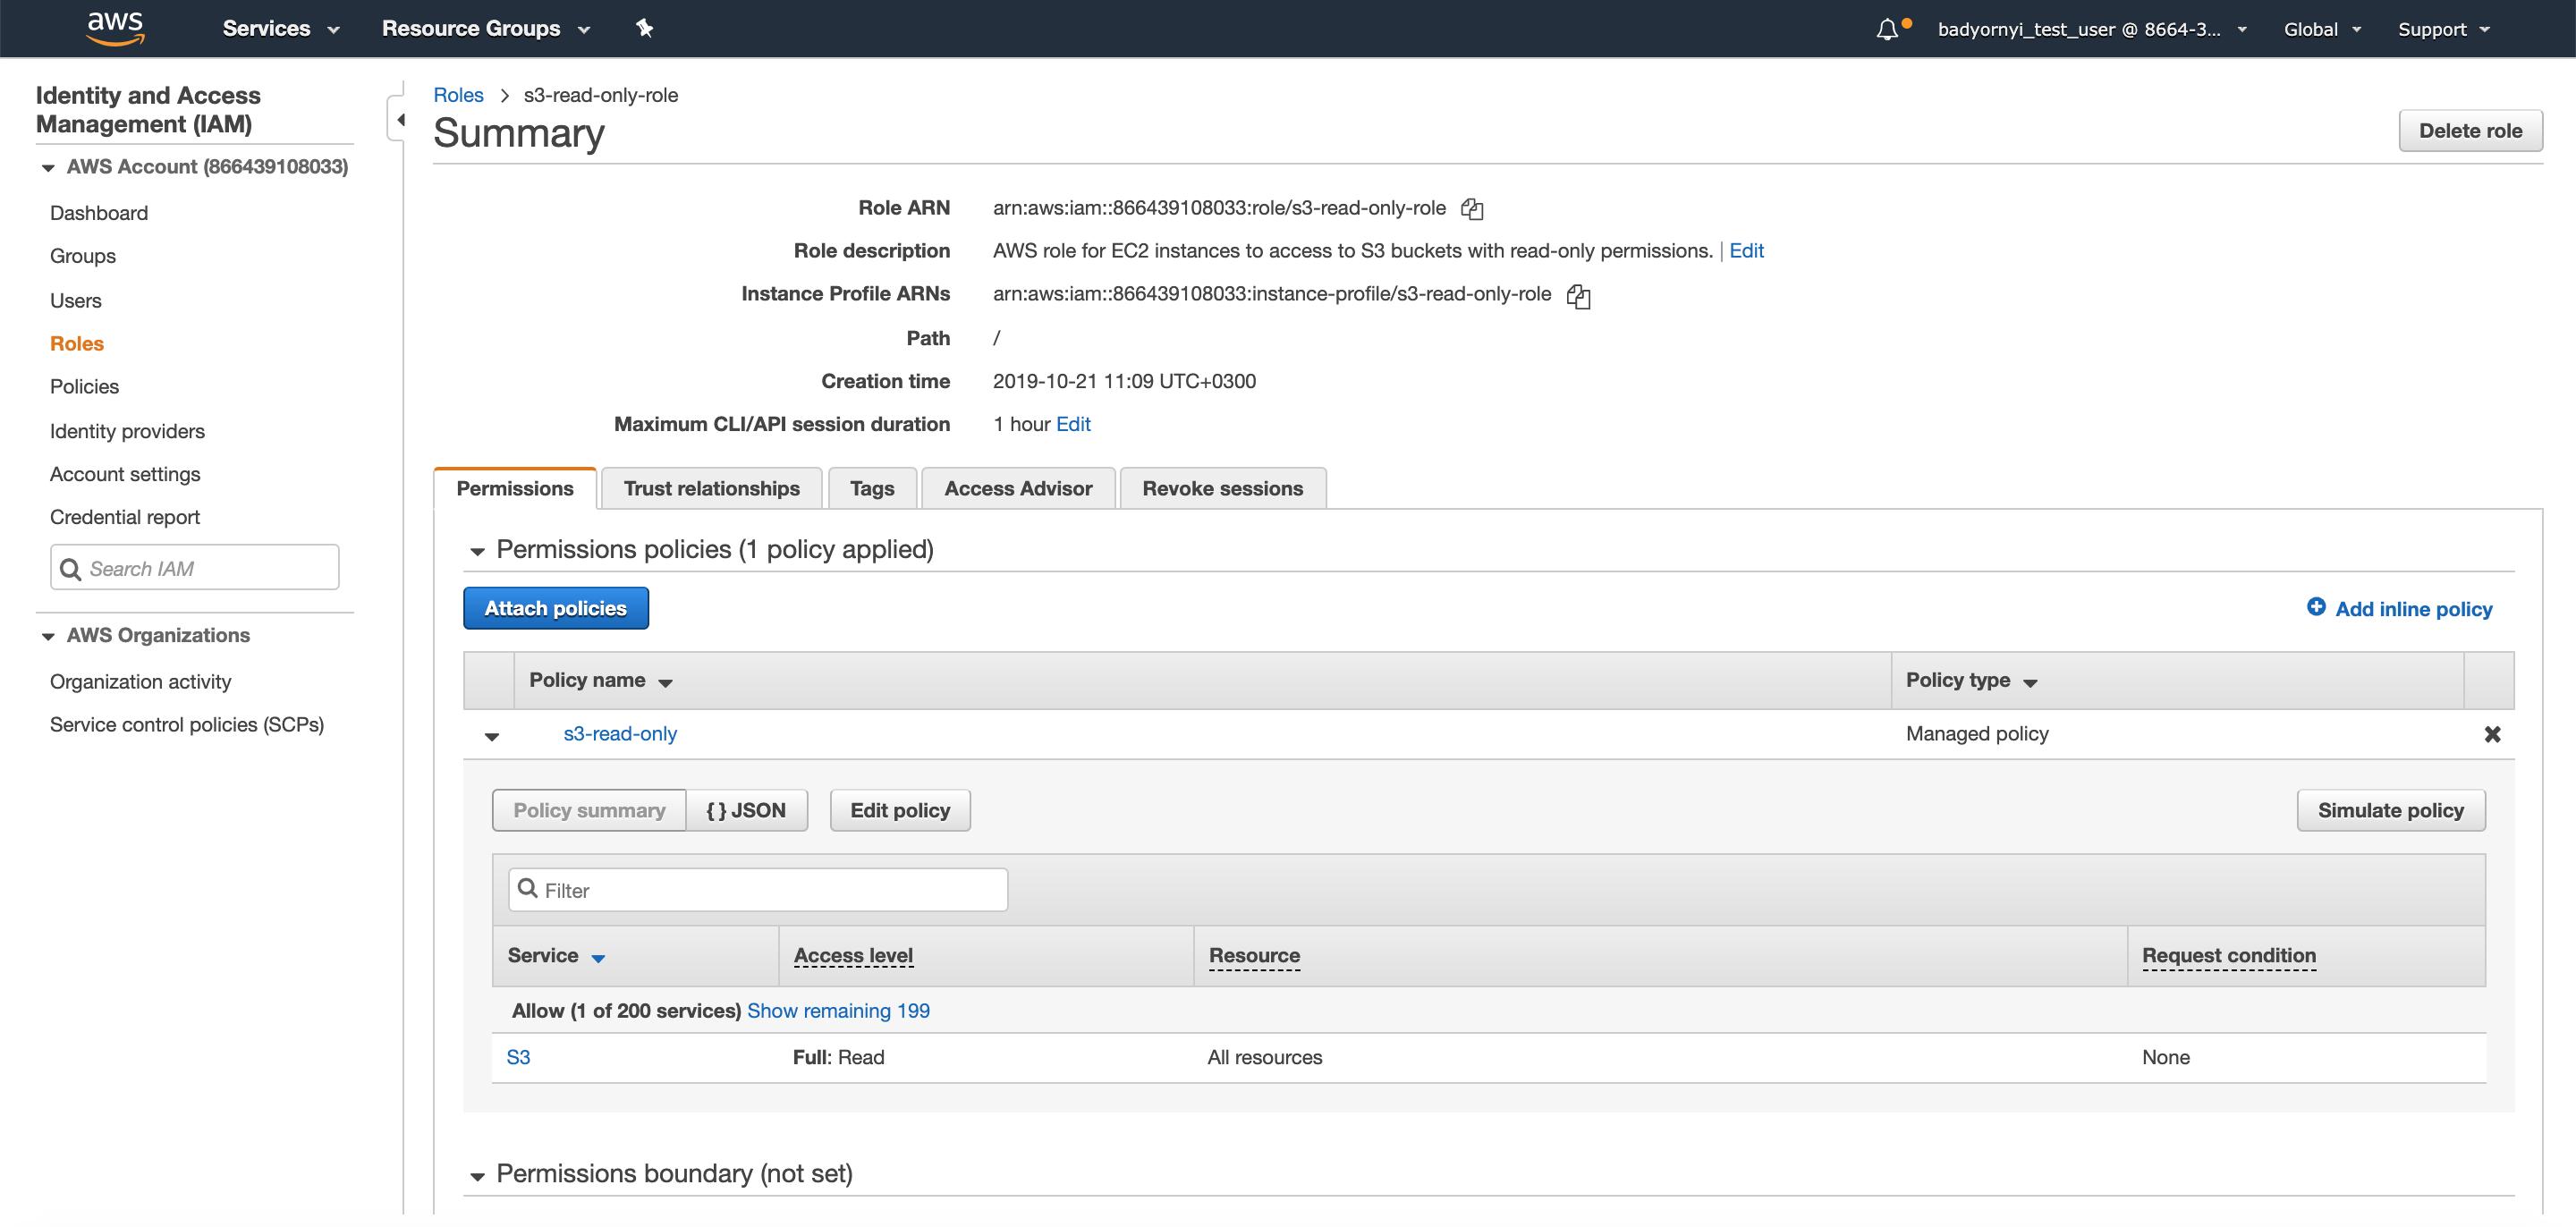 aws
Services
Resource Groups
badyornyi_test_user @ 8664-3...
Global
Support
Identity and Access
Management (IAM)
AWS Account (866439108033)
Dashboard
Groups
Users
Roles
Policies
Identity providers
Account settings
Credential report
Search IAM
AWS Organizations
Organization activity
Service control policies (SCPs)
Roles > s3-read-only-role
Summary
Delete role
Role ARN arn:aws:iam::866439108033:role/s3-read-only-role
Role description AWS role for EC2 instances to access to S3 buckets with read-only permissions. | Edit
Instance Profile ARNs arn:aws:iam::866439108033:instance-profile/s3-read-only-role
Path /
Creation time 2019-10-21 11:09 UTC+0300
Maximum CLI/API session duration 1 hour Edit
Permissions Trust relationships Tags Access Advisor Revoke sessions
Permissions policies (1 policy applied)
Attach policies
Add inline policy
Policy name Policy type
s3-read-only Managed policy
Policy summary { } JSON Edit policy Simulate policy
Filter
Service Access level Resource Request condition
Allow (1 of 200 services) Show remaining 199
S3 Full: Read All resources None
Permissions boundary (not set)